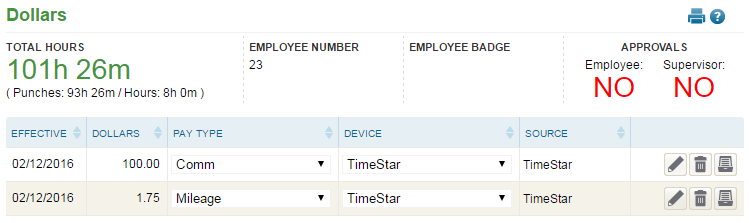 Dollars
TOTAL HOURS
101h 26m
( Punches: 93h 26m / Hours: 8h 0m )
EMPLOYEE NUMBER
23
EMPLOYEE BADGE
APPROVALS
Employee: Supervisor:
NO NO
EFFECTIVE DOLLARS PAY TYPE DEVICE SOURCE
02/12/2016 100.00 Comm TimeStar TimeStar
02/12/2016 1.75 Mileage TimeStar TimeStar